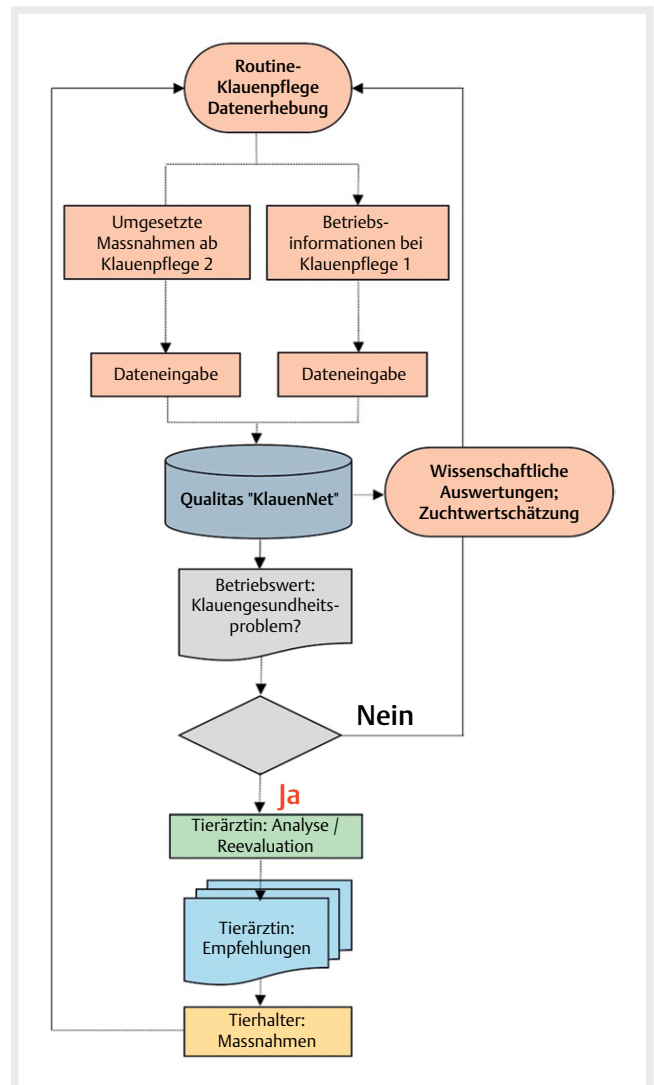 Routine-
Klauenpflege
Datenerhebung
Umgesetzte
Massnahmen ab
Klauenpflege 2
Betriebs-
informationen bei
Klauenpflege 1
Dateneingabe
Dateneingabe
Qualitas "KlauenNet"
Wissenschaftliche
Auswertungen;
Zuchtwertschätzung
Betriebswert:
Klauengesundheits-
problem?
Nein
Ja
Tierärztin: Analyse /
Reevaluation
Tierärztin:
Empfehlungen
Tierhalter:
Massnahmen